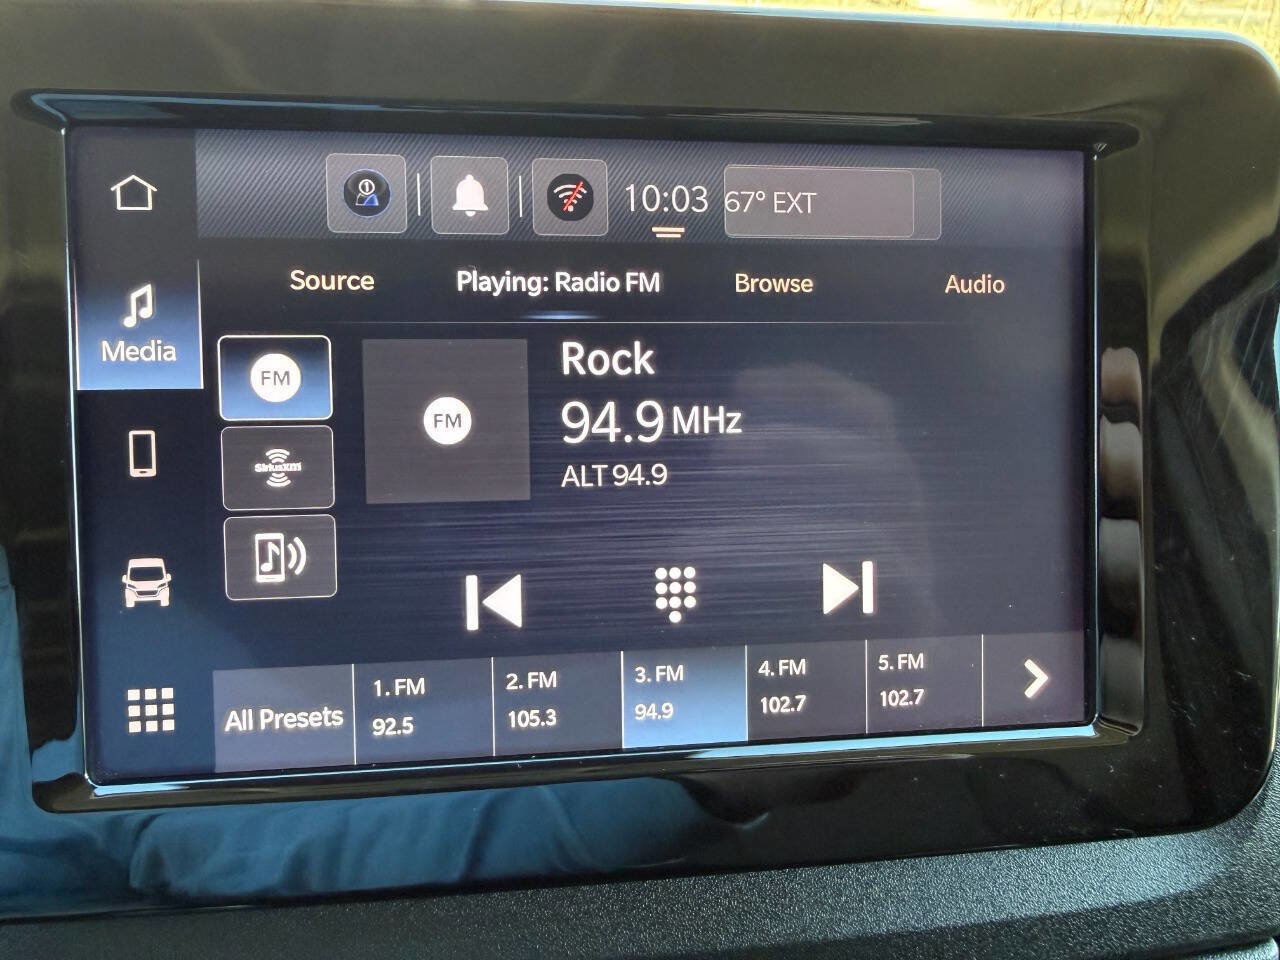 1
10:03
67° EXT
Source
Playing: Radio FM
Browse
Audio
Media
FM
FM
Rock
94.9 MHz
ALT 94.9
SiriusXM
All Presets
1. FM
92.5
2. FM
105.3
3. FM
94.9
4. FM
102.7
5. FM
102.7